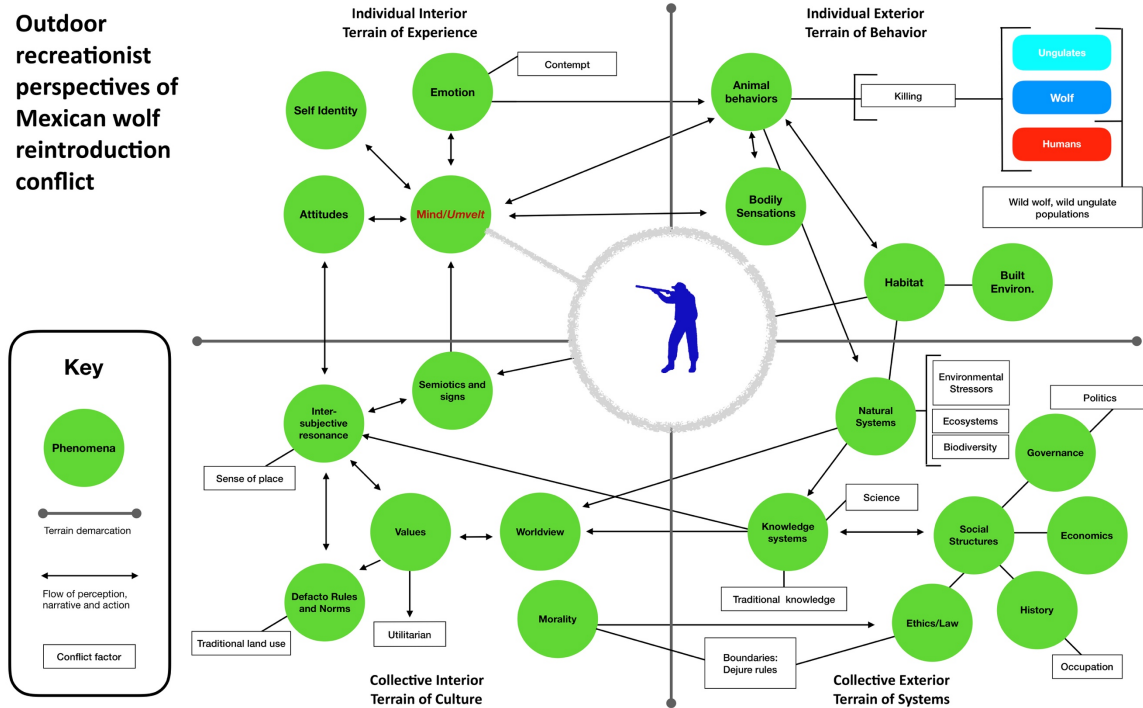 Outdoor
recreationist
perspectives of
Mexican wolf
reintroduction
conflict
Individual Interior
Terrain of Experience
Individual Exterior
Terrain of Behavior
Emotion
Contempt
Self Identity
Attitudes
Mind/Umvelt
Animal
behaviors
Killing
Ungulates
Wolf
Humans
Wild wolf, wild ungulate
populations
Bodily
Sensations
Habitat
Built
Environ.
Key
Phenomena
Terrain demarcation
Flow of perception,
narrative and action
Conflict factor
Semiotics and
signs
Inter-
subjective
resonance
Sense of place
Values
Worldview
Defacto Rules
and Norms
Traditional land use
Utilitarian
Morality
Collective Interior
Terrain of Culture
Natural
Systems
Environmental
Stressors
Ecosystems
Biodiversity
Politics
Governance
Science
Knowledge
systems
Social
Structures
Economics
Traditional knowledge
Ethics/Law
History
Boundaries:
Dejure rules
Occupation
Collective Exterior
Terrain of Systems